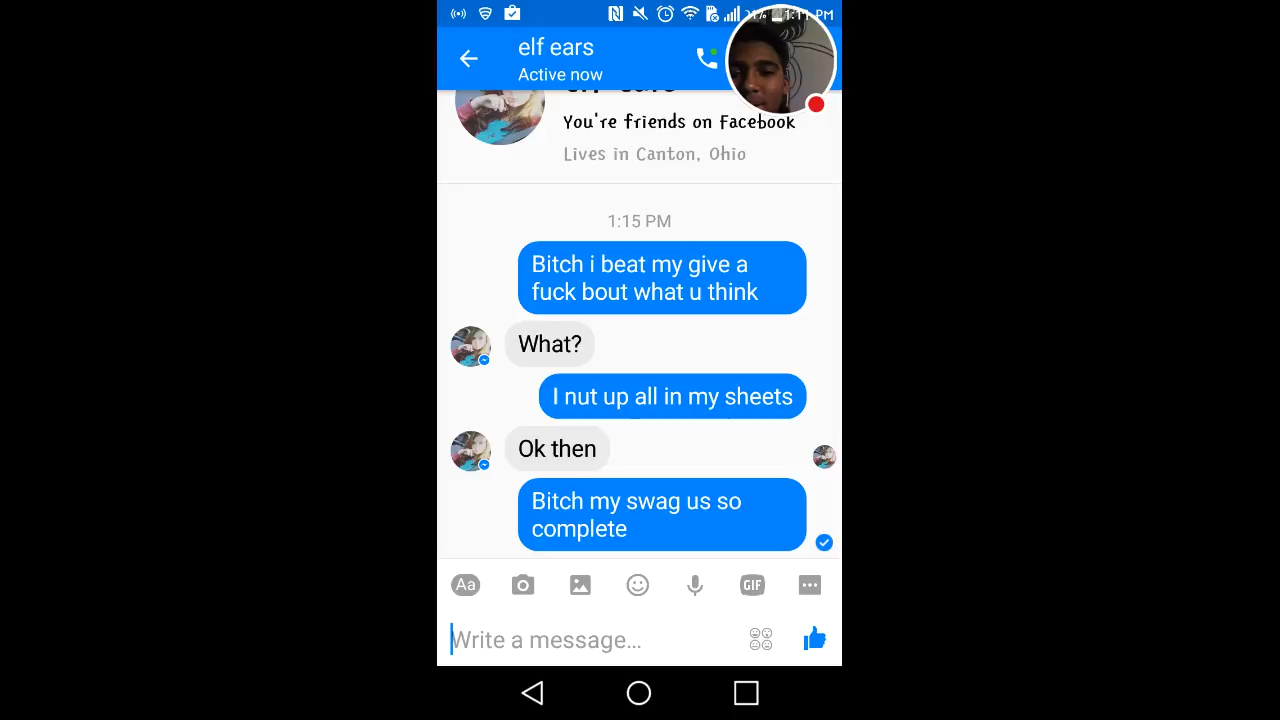 elf ears
Active now
You're friends on Facebook
Lives in Canton, Ohio
1:15 PM
Bitch i beat my give a
fuck bout what u think
What?
I nut up all in my sheets
Ok then
Bitch my swag us so
complete
Aa
GIF
Write a message...